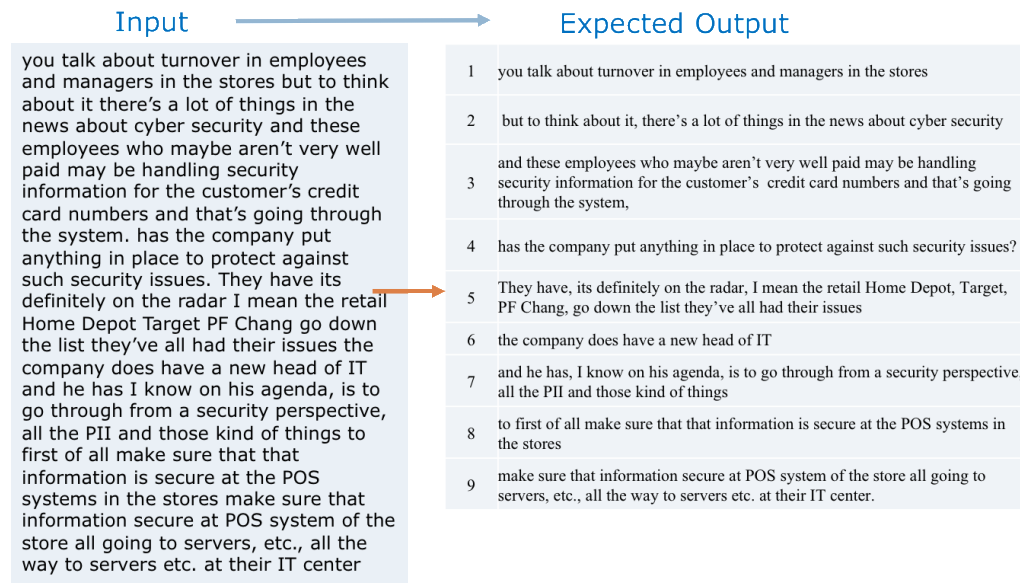 Input
Expected Output
you talk about turnover in employees
and managers in the stores but to think
about it there’s a lot of things in the
news about cyber security and these
employees who maybe aren’t very well
paid may be handling security
information for the customer’s credit
card numbers and that’s going through
the system. has the company put
anything in place to protect against
such security issues. They have its
definitely on the radar I mean the retail
Home Depot Target PF Chang go down
the list they’ve all had their issues the
company does have a new head of IT
and he has I know on his agenda, is to
go through from a security perspective,
all the PII and those kind of things to
first of all make sure that that
information is secure at the POS
systems in the stores make sure that
information secure at POS system of the
store all going to servers, etc., all the
way to servers etc. at their IT center
1 you talk about turnover in employees and managers in the stores
2 but to think about it, there’s a lot of things in the news about cyber security
3 and these employees who maybe aren’t very well paid may be handling
security information for the customer’s credit card numbers and that’s going
through the system,
4 has the company put anything in place to protect against such security issues?
5 They have, its definitely on the radar, I mean the retail Home Depot, Target,
PF Chang, go down the list they’ve all had their issues
6 the company does have a new head of IT
7 and he has, I know on his agenda, is to go through from a security perspective,
all the PII and those kind of things
8 to first of all make sure that that information is secure at the POS systems in
the stores
9 make sure that information secure at POS system of the store all going to
servers, etc., all the way to servers etc. at their IT center.